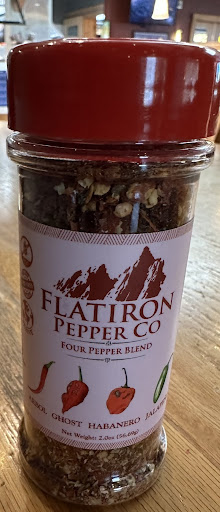 FLATIRON
PEPPER CO
FOUR PEPPER BLEND
GHOST HABANERO
Net Weight: 2.0oz (56.69g)